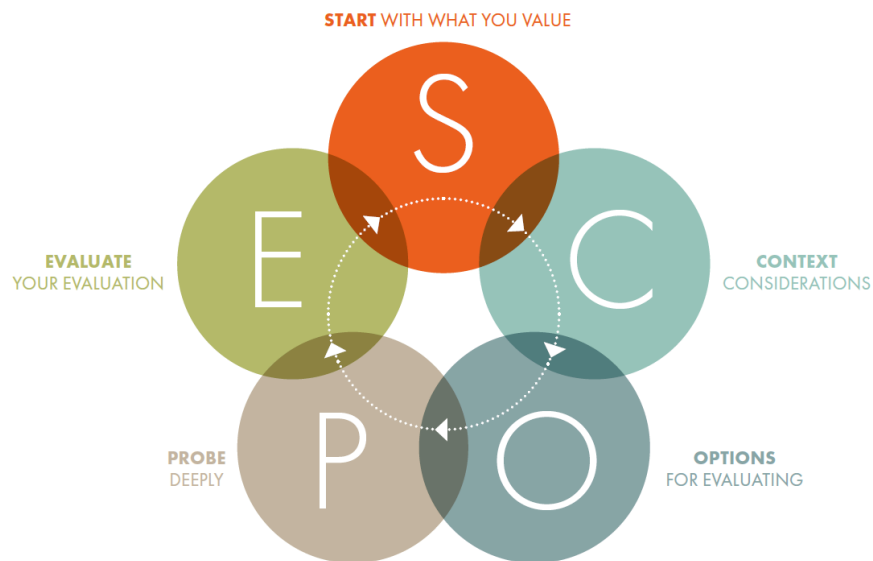 START WITH WHAT YOU VALUE
S
C
CONTEXT
CONSIDERATIONS
O
OPTIONS
FOR EVALUATING
P
PROBE
DEEPLY
E
EVALUATE
YOUR EVALUATION